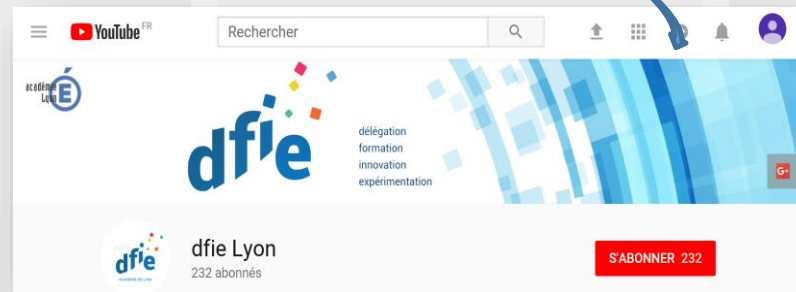 YouTube FR
Rechercher
académie
Lyon
É
dfie
délégation
formation
innovation
expérimentation
G+
dfie
dfie Lyon
232 abonnés
S'ABONNER 232